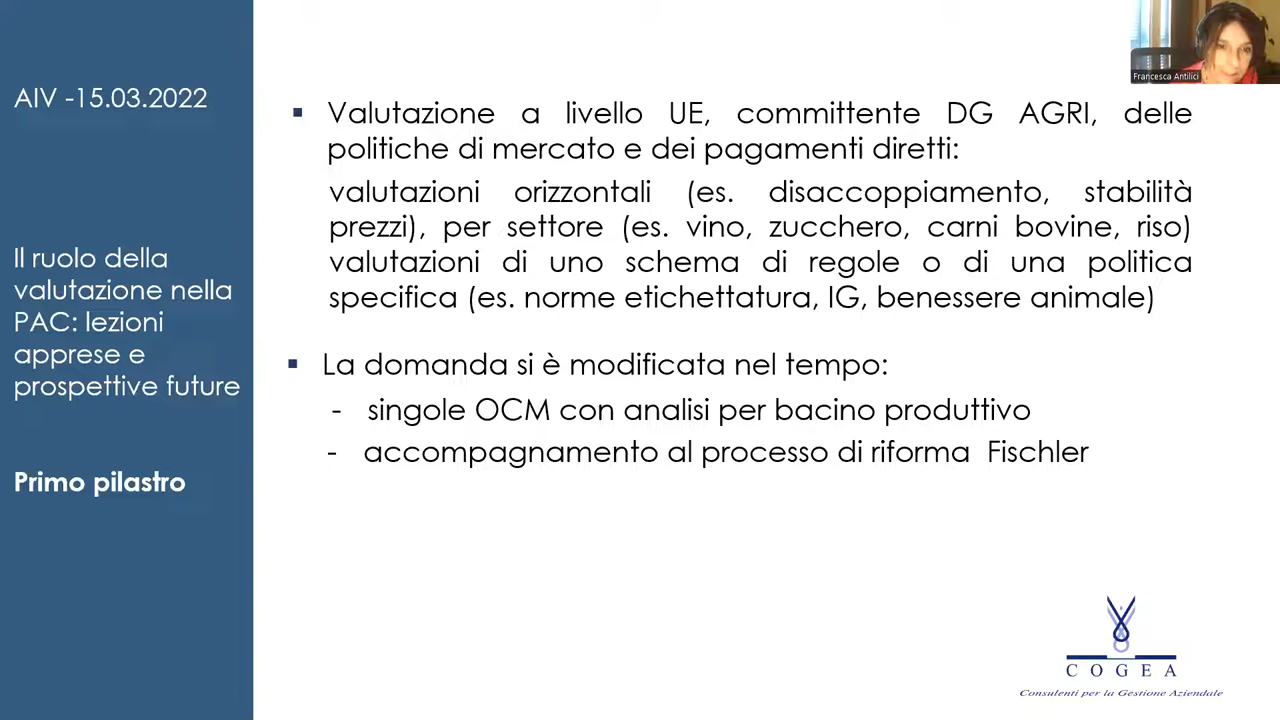 AIV -15.03.2022
Il ruolo della
valutazione nella
PAC: lezioni
apprese e
prospettive future
Primo pilastro
Francesca Antilici
▪ Valutazione a livello UE, committente DG AGRI, delle
politiche di mercato e dei pagamenti diretti:
valutazioni orizzontali (es. disaccoppiamento, stabilità
prezzi), per settore (es. vino, zucchero, carni bovine, riso)
valutazioni di uno schema di regole o di una politica
specifica (es. norme etichettatura, IG, benessere animale)
▪ La domanda si è modificata nel tempo:
- singole OCM con analisi per bacino produttivo
- accompagnamento al processo di riforma Fischler
COGEA
Consulenti per la Gestione Aziendale